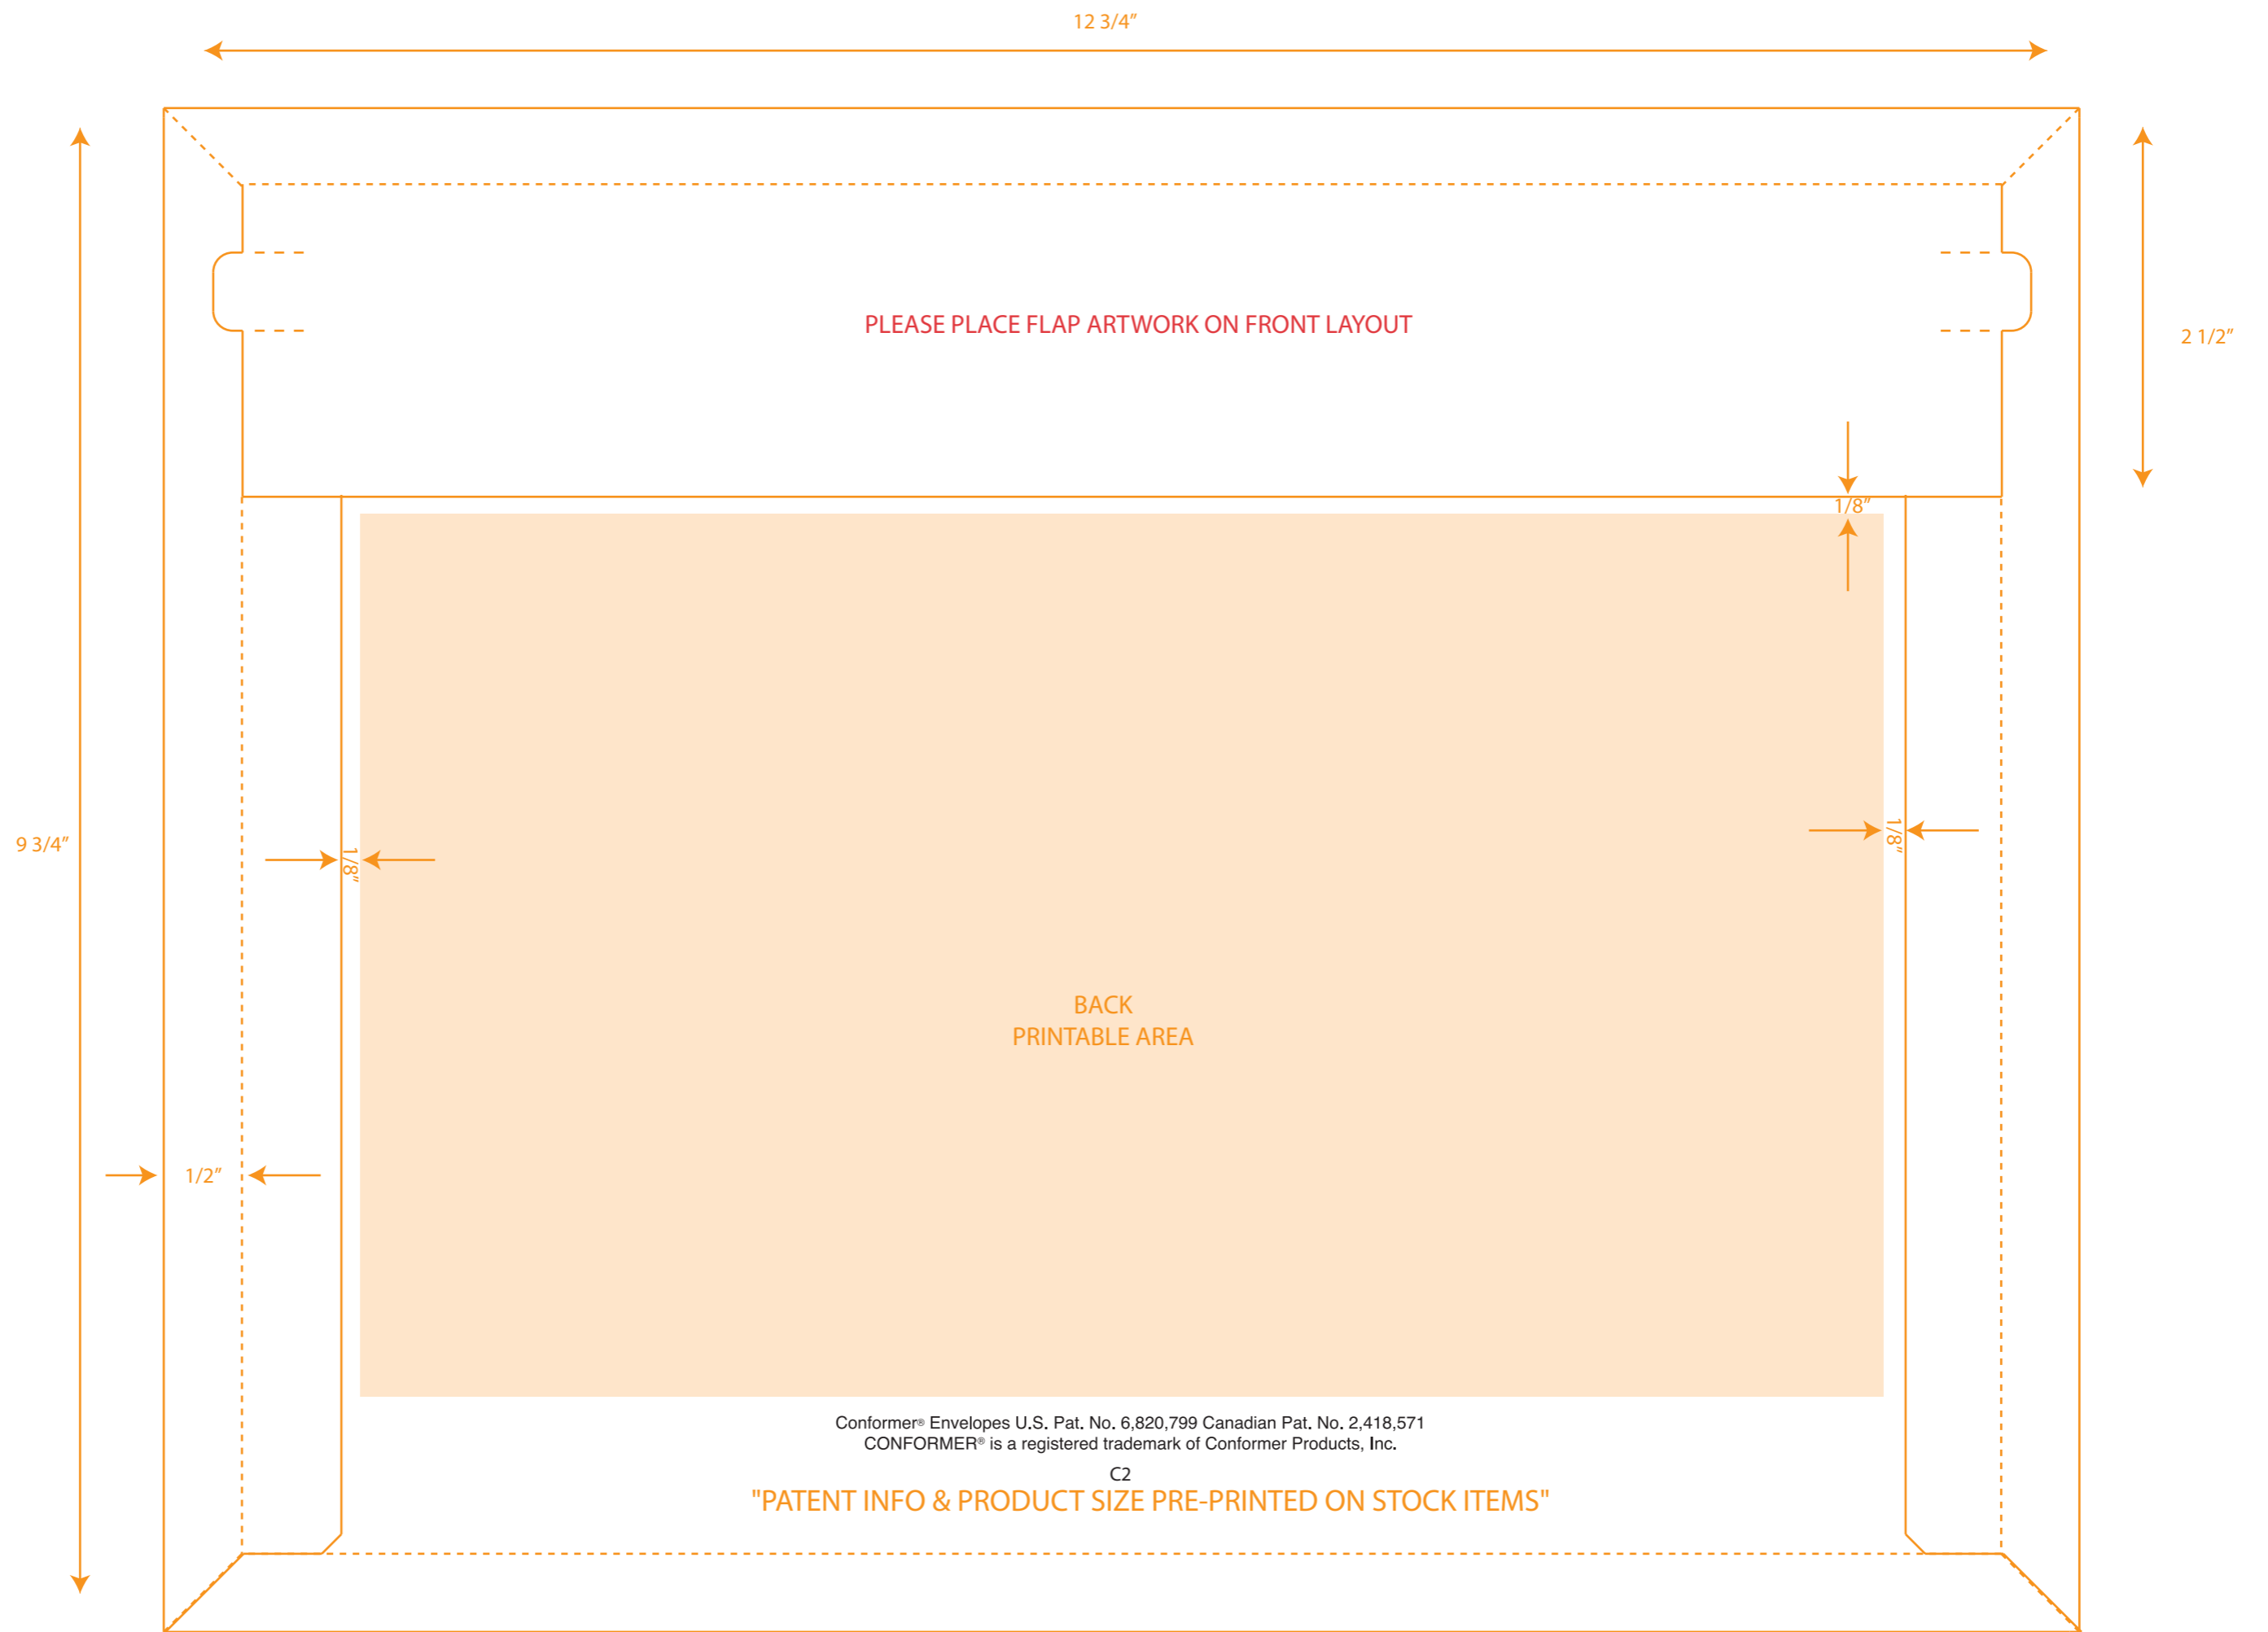 12 3/4"
PLEASE PLACE FLAP ARTWORK ON FRONT LAYOUT
2 1/2"
1/8"
9 3/4"
1/8"
1/8"
BACK
PRINTABLE AREA
1/2"
Conformer® Envelopes U.S. Pat. No. 6,820,799 Canadian Pat. No. 2,418,571
CONFORMER® is a registered trademark of Conformer Products, Inc.
C2
"PATENT INFO & PRODUCT SIZE PRE-PRINTED ON STOCK ITEMS"